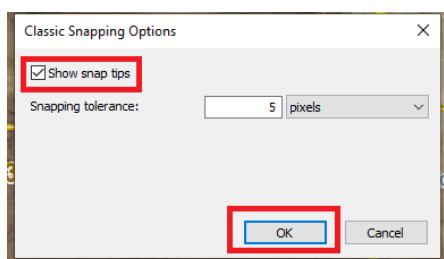 Classic Snapping Options
Show snap tips
Snapping tolerance: 5 pixels
OK Cancel